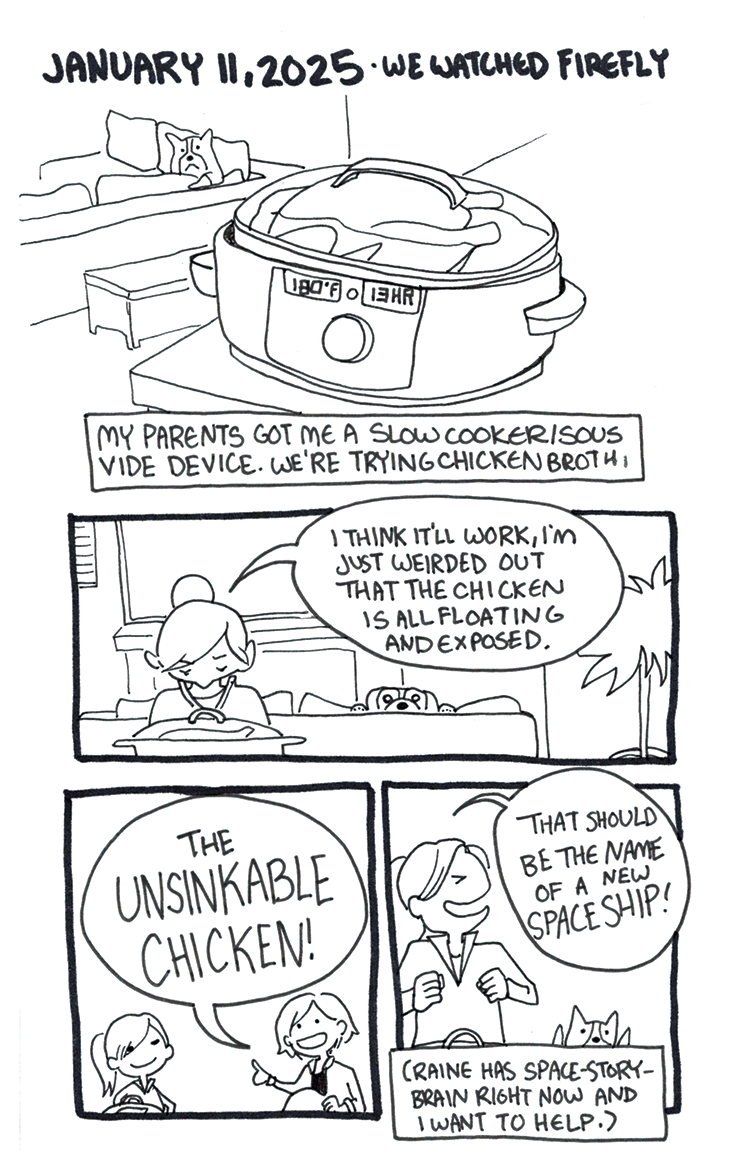 JANUARY 11, 2025 · WE WATCHED FIREFLY
180°F 13HR
MY PARENTS GOT ME A SLOW COOKER/SOUS
VIDE DEVICE. WE'RE TRYING CHICKEN BROTH.
I THINK IT'LL WORK, I'M
JUST WEIRDED OUT
THAT THE CHICKEN
IS ALL FLOATING
AND EXPOSED.
THE
UNSINKABLE
CHICKEN!
THAT SHOULD
BE THE NAME
OF A NEW
SPACESHIP!
(RAINE HAS SPACE-STORY-
BRAIN RIGHT NOW AND
I WANT TO HELP.)